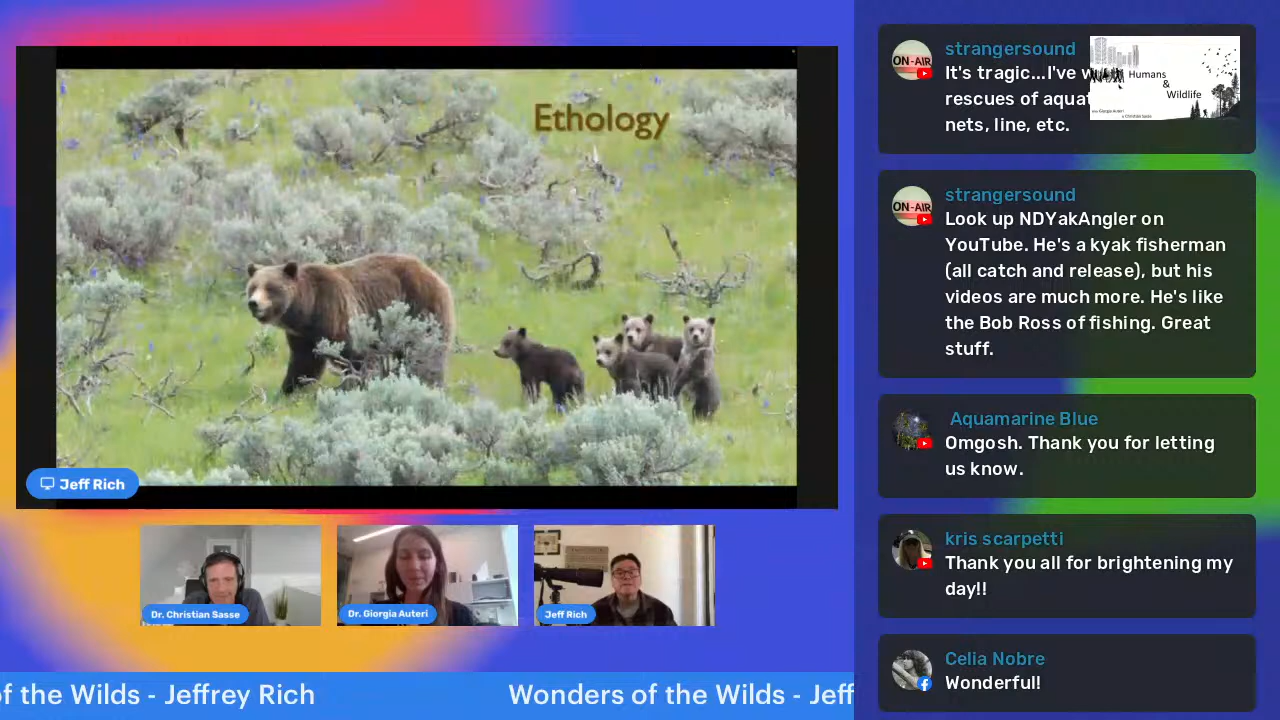 Ethology
Jeff Rich
Dr. Christian Sasse
Dr. Giorgia Auteri
Jeff Rich
of the Wilds - Jeffrey Rich
Wonders of the Wilds - Jeff
strangersound
It's tragic...I've
rescues of aquat
nets, line, etc.
Humans
&
Wildlife
ON-AIR
strangersound
Look up NDYakAngler on
YouTube. He's a kyak fisherman
(all catch and release), but his
videos are much more. He's like
the Bob Ross of fishing. Great
stuff.
ON-AIR
Aquamarine Blue
Omgosh. Thank you for letting
us know.
kris scarpetti
Thank you all for brightening my
day!!
Celia Nobre
Wonderful!